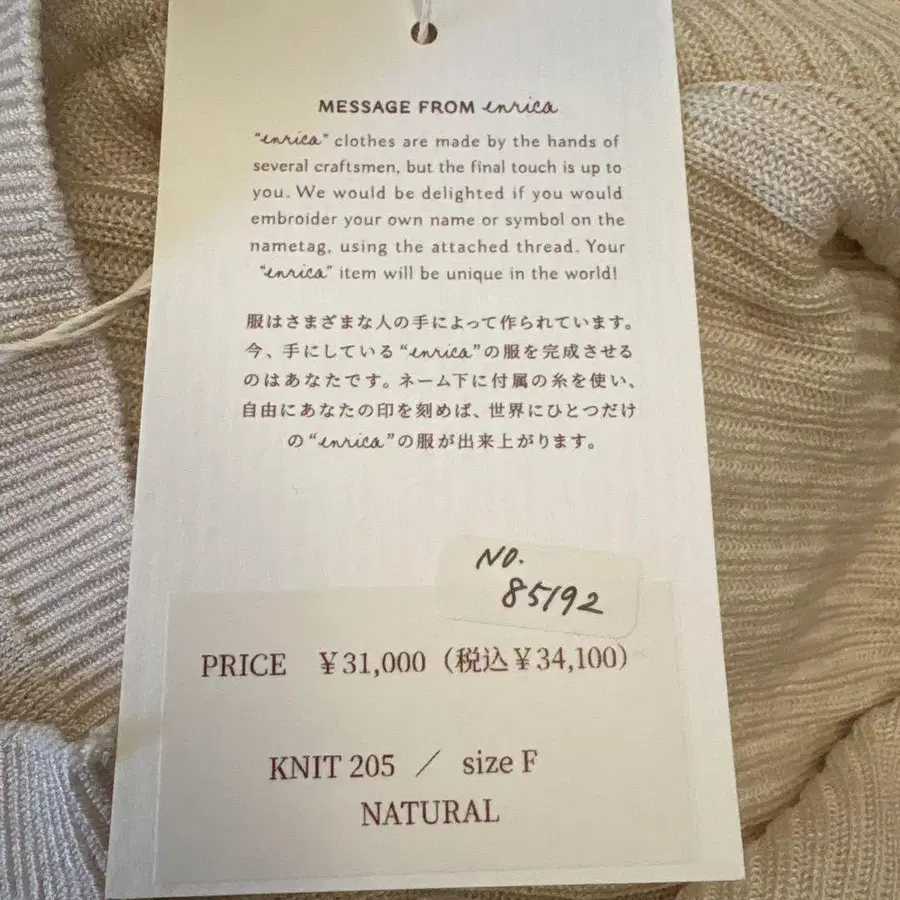 MESSAGE FROM enrica
"enrica" clothes are made by the hands of
several craftsmen, but the final touch is up to
you. We would be delighted if you would
embroider your own name or symbol on the
nametag, using the attached thread. Your
"enrica" item will be unique in the world!
服はさまざまな人の手によって作られています。
今、手にしている“enrica”の服を完成させる
のはあなたです。ネーム下に付属の糸を使い、
自由にあなたの印を刻めば、世界にひとつだけ
の“enrica”の服が出来上がります。
NO.
85192
PRICE ¥31,000（税込¥34,100）
KNIT 205 ／ size F
NATURAL